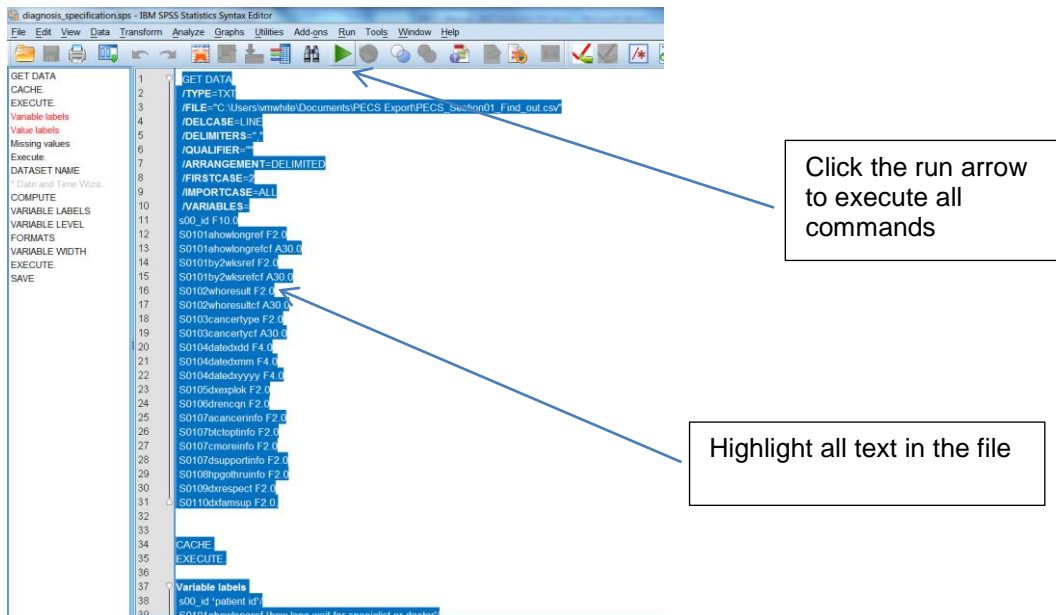 diagnosis_specification.sps - IBM SPSS Statistics Syntax Editor
File Edit View Data Transform Analyze Graphs Utilities Add-ons Run Tools Window Help
GET DATA
CACHE.
EXECUTE.
Variable labels
Value labels
Missing values
Execute.
DATASET NAME
* Date and Time Wiza...
COMPUTE
VARIABLE LABELS
VARIABLE LEVEL
FORMATS
VARIABLE WIDTH
EXECUTE.
SAVE
1 GET DATA
2 /TYPE=TXT
3 /FILE="C:\Users\vmwhite\Documents\PECS Export\PECS_Section01_Find_out.csv"
4 /DELCASE=LINE
5 /DELIMITERS=","
6 /QUALIFIER='"'
7 /ARRANGEMENT=DELIMITED
8 /FIRSTCASE=2
9 /IMPORTCASE=ALL
10 /VARIABLES=
11 s00_id F10.0
12 S0101ahowlongref F2.0
13 S0101ahowlongrefcf A30.0
14 S0101by2wksref F2.0
15 S0101by2wksrefcf A30.0
16 S0102whoresult F2.0
17 S0102whoresultcf A30.0
18 S0103cancertype F2.0
19 S0103cancertycf A30.0
20 S0104datedxdd F4.0
21 S0104datedxmm F4.0
22 S0104datedxyyyy F4.0
23 S0105dxexplok F2.0
24 S0106drencqn F2.0
25 S0107acancerinfo F2.0
26 S0107btctoptinfo F2.0
27 S0107cmoreinfo F2.0
28 S0107dsupportinfo F2.0
29 S0108hpgothruinfo F2.0
30 S0109dxrespect F2.0
31 S0110dxfamsup F2.0.
32
33
34 CACHE.
35 EXECUTE.
36
37 Variable labels
38 s00_id 'patient id'/
39 S0101ahowlongref 'how long wait for specialist or doctor'/
Click the run arrow
to execute all
commands
Highlight all text in the file